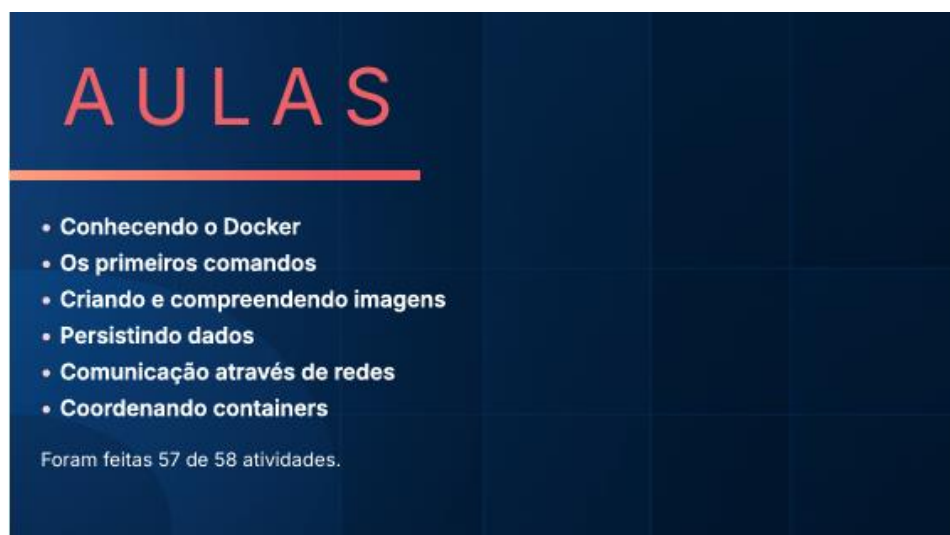 AULAS
• Conhecendo o Docker
• Os primeiros comandos
• Criando e compreendendo imagens
• Persistindo dados
• Comunicação através de redes
• Coordenando containers
Foram feitas 57 de 58 atividades.